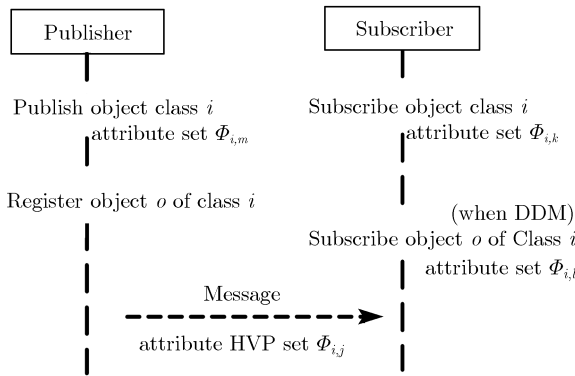 Publisher
Subscriber
Publish object class i
attribute set Φi,m
Subscribe object class i
attribute set Φi,k
Register object o of class i
(when DDM)
Subscribe object o of Class i
attribute set Φi,l
Message
attribute HVP set Φi,j